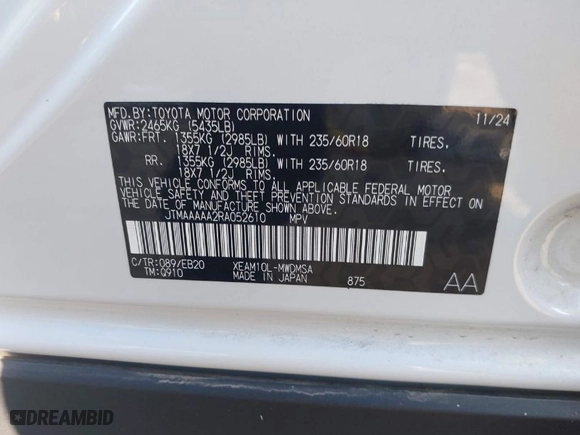 MFD.BY:TOYOTA MOTOR CORPORATION 11/24
GVWR:2465KG (5435LB)
GAWR:FRT. 1355KG (2985LB) WITH 235/60R18 TIRES.
18X7 1/2J RIMS.
RR. 1355KG (2985LB) WITH 235/60R18 TIRES.
18X7 1/2J RIMS.
THIS VEHICLE CONFORMS TO ALL APPLICABLE FEDERAL MOTOR
VEHICLE SAFETY AND THEFT PREVENTION STANDARDS IN EFFECT ON
THE DATE OF MANUFACTURE SHOWN ABOVE.
JTMAAAAA2RA052610 MPV
C/TR:089/EB20 XEAM10L-MWDMSA
TM:Q910 MADE IN JAPAN 875 AA
DREAMBID